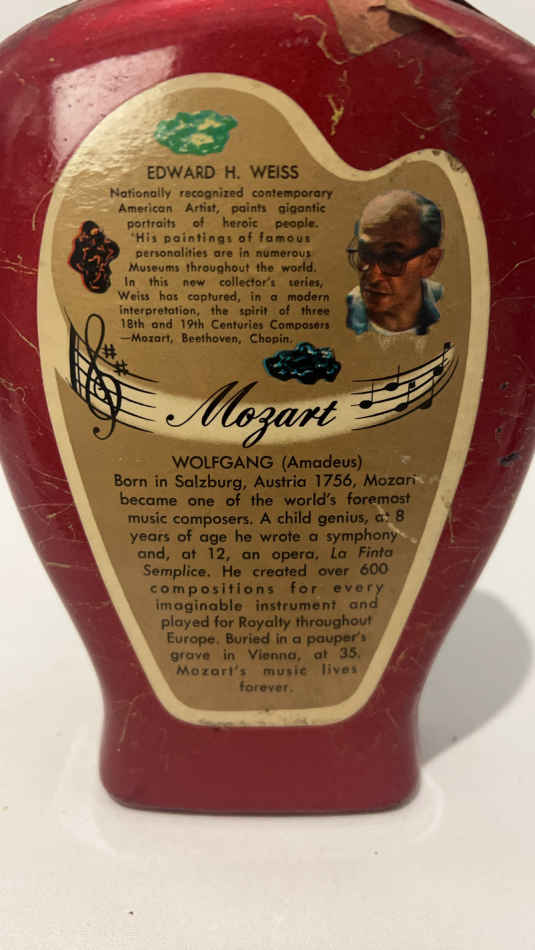 EDWARD H. WEISS
Nationally recognized contemporary
American Artist, paints gigantic
portraits of heroic people.
"His paintings of famous
personalities are in numerous
Museums throughout the world.
In this new collector's series,
Weiss has captured, in a modern
interpretation, the spirit of three
18th and 19th Centuries Composers
—Mozart, Beethoven, Chopin.
Mozart
WOLFGANG (Amadeus)
Born in Salzburg, Austria 1756, Mozart
became one of the world's foremost
music composers. A child genius, at 8
years of age he wrote a symphony
and, at 12, an opera, La Finta
Semplice. He created over 600
compositions for every
imaginable instrument and
played for Royalty throughout
Europe. Buried in a pauper's
grave in Vienna, at 35.
Mozart's music lives
forever.